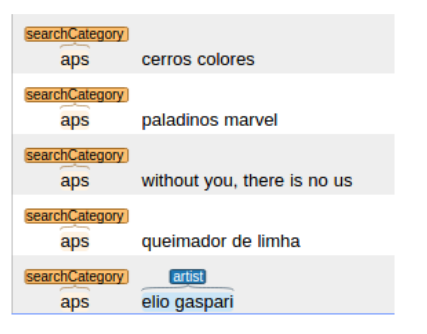 searchCategory
aps cerros colores
searchCategory
aps paladinos marvel
searchCategory
aps without you, there is no us
searchCategory
aps queimador de limha
searchCategory artist
aps elio gaspari